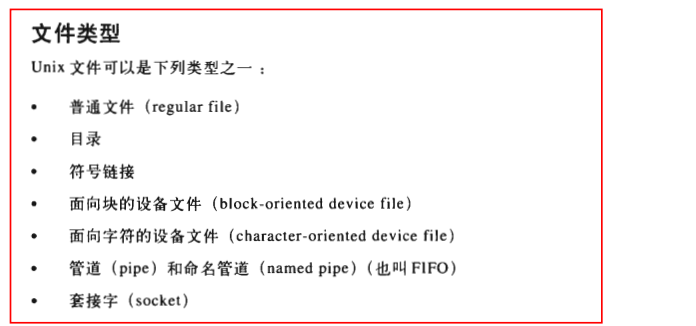 文件类型
Unix 文件可以是下列类型之一：
• 普通文件（regular file）
• 目录
• 符号链接
• 面向块的设备文件（block-oriented device file）
• 面向字符的设备文件（character-oriented device file）
• 管道（pipe）和命名管道（named pipe）（也叫 FIFO）
• 套接字（socket）